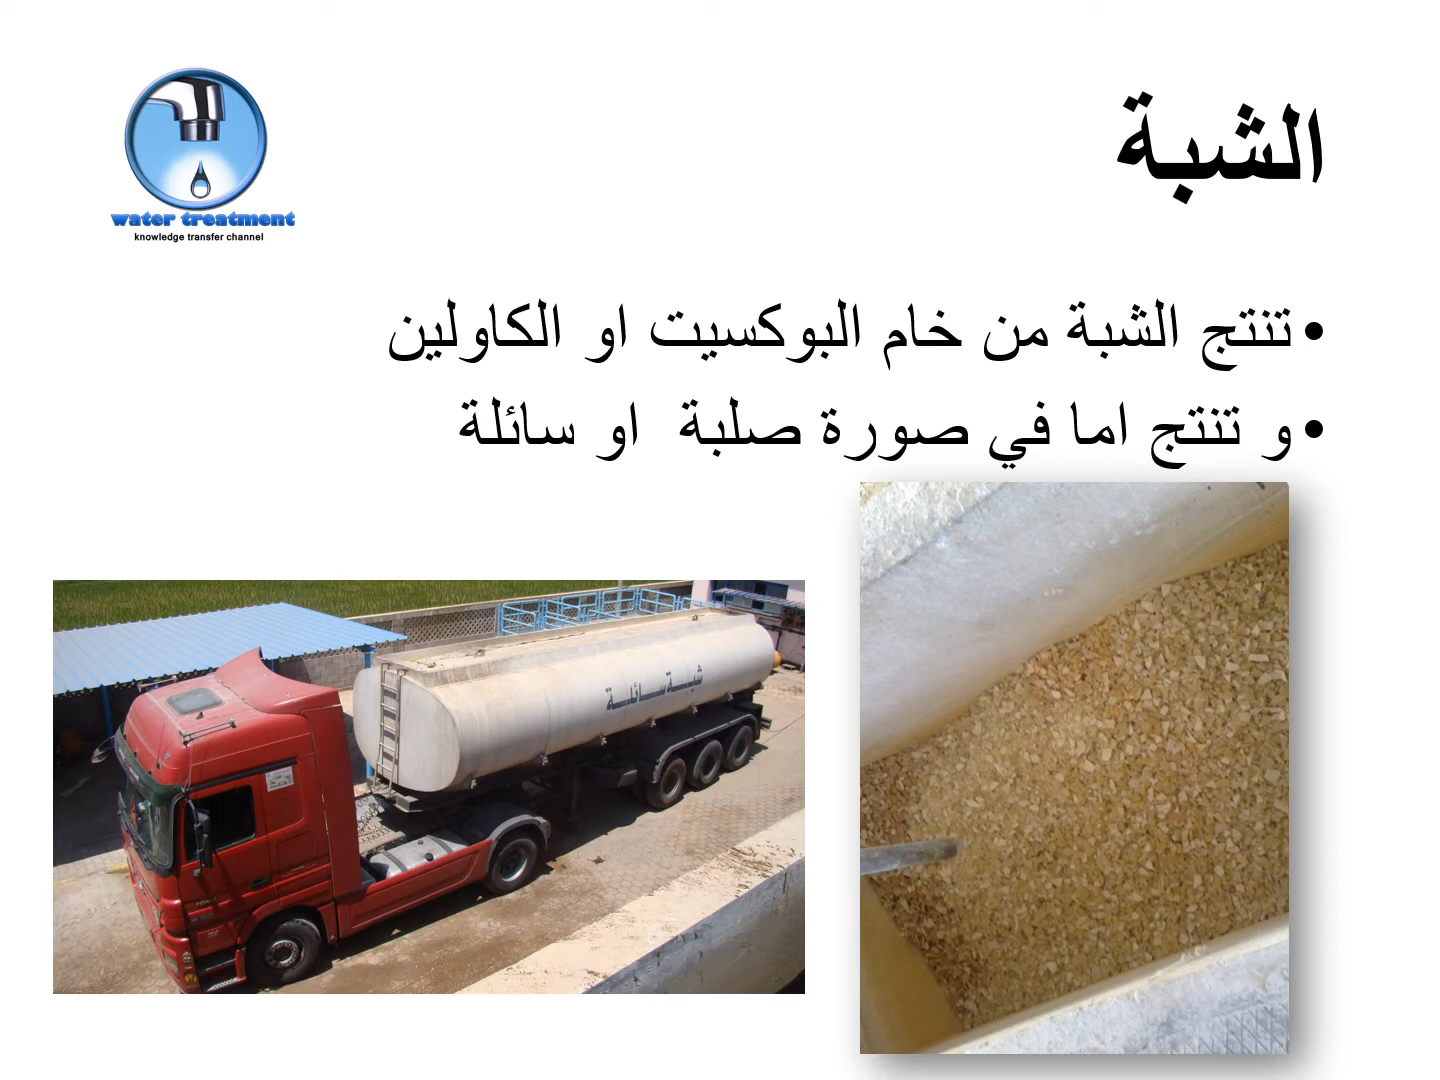 الشبة
water treatment
knowledge transfer channel
• تنتج الشبة من خام البوكسيت او الكاولين
• و تنتج اما في صورة صلبة او سائلة
شبة سائلة